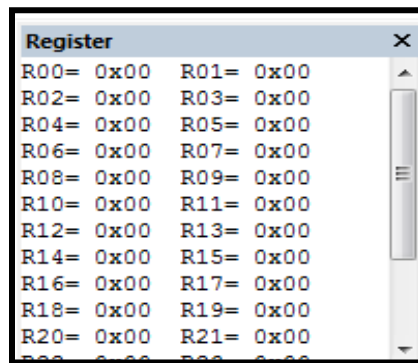 Register
R00= 0x00 R01= 0x00
R02= 0x00 R03= 0x00
R04= 0x00 R05= 0x00
R06= 0x00 R07= 0x00
R08= 0x00 R09= 0x00
R10= 0x00 R11= 0x00
R12= 0x00 R13= 0x00
R14= 0x00 R15= 0x00
R16= 0x00 R17= 0x00
R18= 0x00 R19= 0x00
R20= 0x00 R21= 0x00